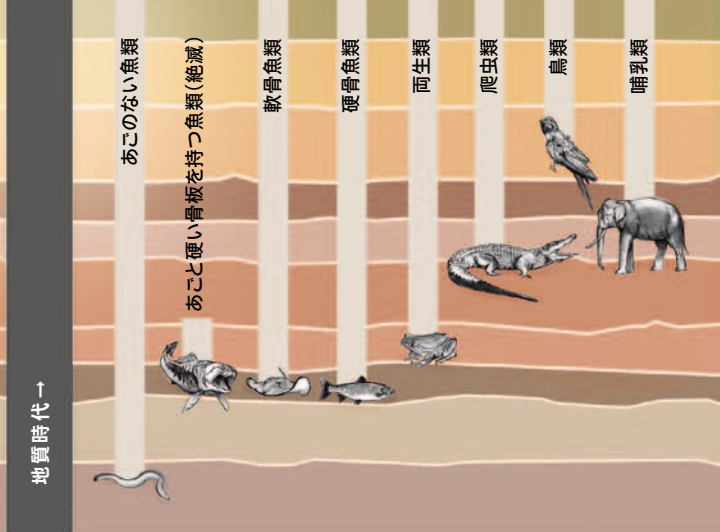 地質時代→
あごのない魚類
あごと硬い骨板を持つ魚類(絶滅)
軟骨魚類
硬骨魚類
両生類
爬虫類
鳥類
哺乳類